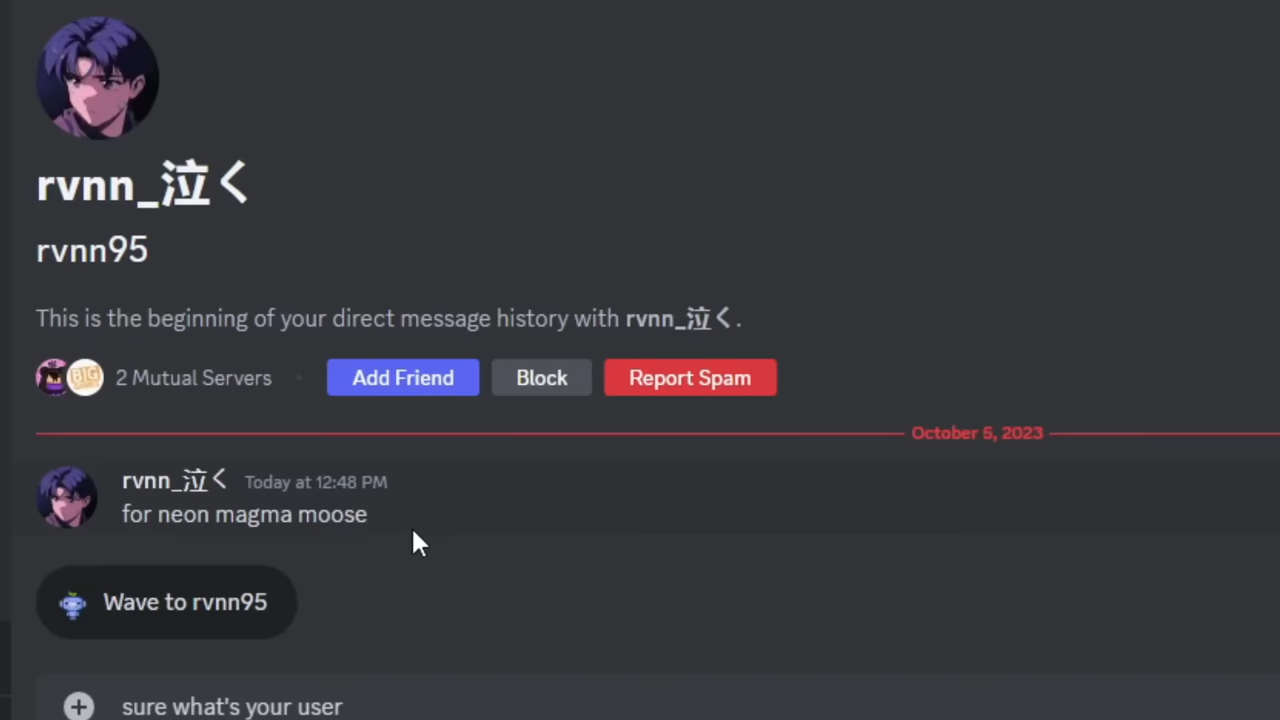 rvnn_泣く
rvnn95
This is the beginning of your direct message history with rvnn_泣く.
BIG
2 Mutual Servers
Add Friend
Block
Report Spam
October 5, 2023
rvnn_泣く Today at 12:48 PM
for neon magma moose
Wave to rvnn95
sure what's your user